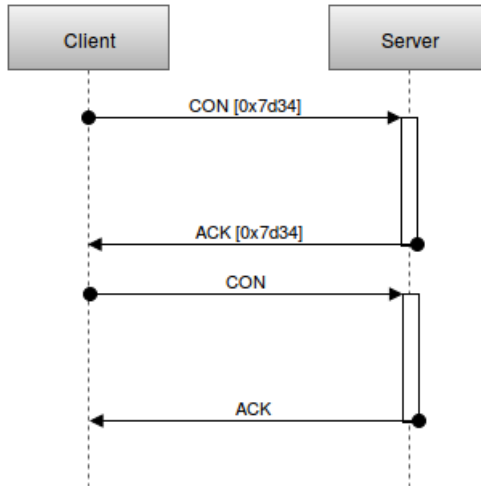 Client
Server
CON [0x7d34]
ACK [0x7d34]
CON
ACK